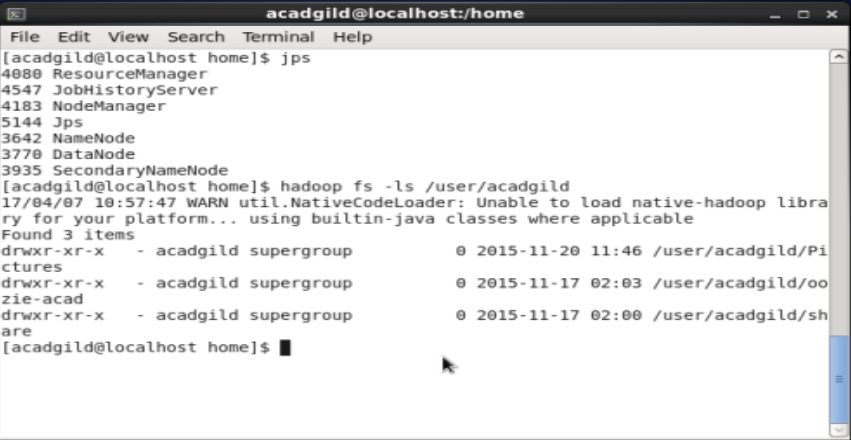 acadgild@localhost:/home
File Edit View Search Terminal Help
[acadgild@localhost home]$ jps
4080 ResourceManager
4547 JobHistoryServer
4183 NodeManager
5144 Jps
3642 NameNode
3770 DataNode
3935 SecondaryNameNode
[acadgild@localhost home]$ hadoop fs -ls /user/acadgild
17/04/07 10:57:47 WARN util.NativeCodeLoader: Unable to load native-hadoop libra
ry for your platform... using builtin-java classes where applicable
Found 3 items
drwxr-xr-x   - acadgild supergroup          0 2015-11-20 11:46 /user/acadgild/Pi
ctures
drwxr-xr-x   - acadgild supergroup          0 2015-11-17 02:03 /user/acadgild/oo
zie-acad
drwxr-xr-x   - acadgild supergroup          0 2015-11-17 02:00 /user/acadgild/sh
are
[acadgild@localhost home]$